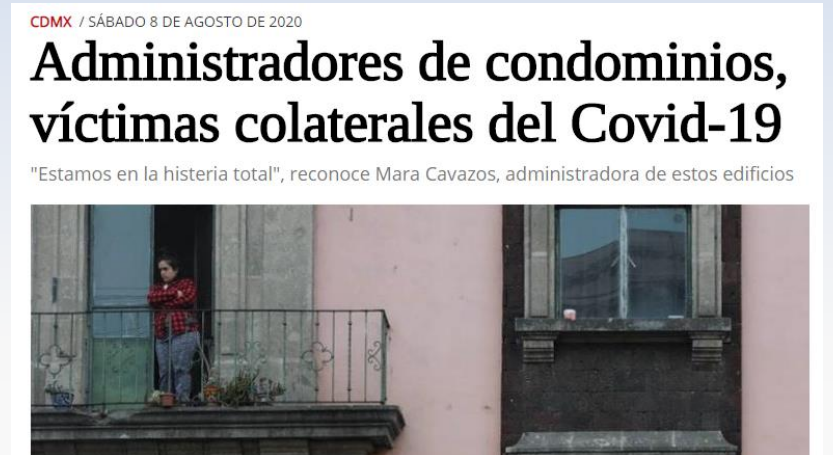 CDMX / SÁBADO 8 DE AGOSTO DE 2020
Administradores de condominios,
víctimas colaterales del Covid-19
"Estamos en la histeria total", reconoce Mara Cavazos, administradora de estos edificios